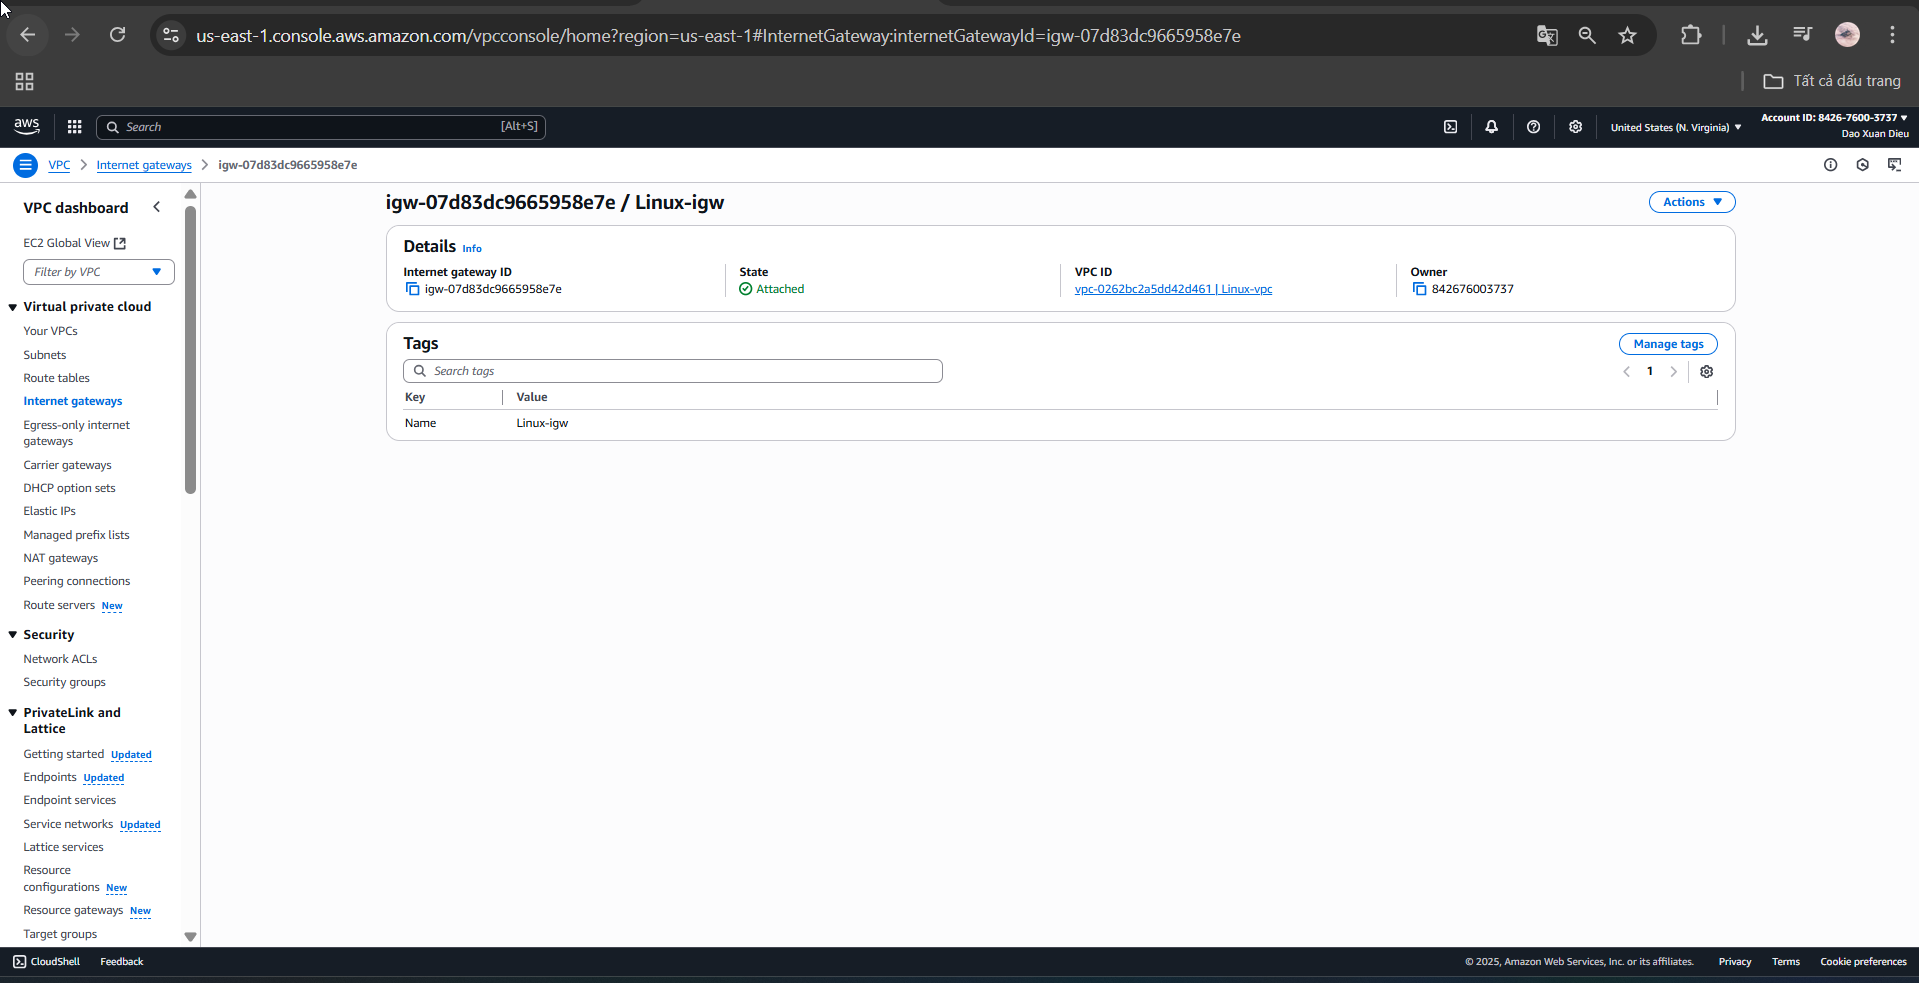 us-east-1.console.aws.amazon.com/vpcconsole/home?region=us-east-1#InternetGateway:internetGatewayId=igw-07d83dc9665958e7e
Tất cả dấu trang
aws
Search
[Alt+S]
United States (N. Virginia)
Account ID: 8426-7600-3737
Dao Xuan Dieu
VPC
Internet gateways
igw-07d83dc9665958e7e
VPC dashboard
EC2 Global View
Filter by VPC
Virtual private cloud
Your VPCs
Subnets
Route tables
Internet gateways
Egress-only internet
gateways
Carrier gateways
DHCP option sets
Elastic IPs
Managed prefix lists
NAT gateways
Peering connections
Route servers New
Security
Network ACLs
Security groups
PrivateLink and
Lattice
Getting started Updated
Endpoints Updated
Endpoint services
Service networks Updated
Lattice services
Resource
configurations New
Resource gateways New
Target groups
igw-07d83dc9665958e7e / Linux-igw
Actions
Details Info
Internet gateway ID
igw-07d83dc9665958e7e
State
Attached
VPC ID
vpc-0262bc2a5dd42d461 | Linux-vpc
Owner
842676003737
Tags
Manage tags
Search tags
1
Key Value
Name Linux-igw
CloudShell Feedback
© 2025, Amazon Web Services, Inc. or its affiliates. Privacy Terms Cookie preferences